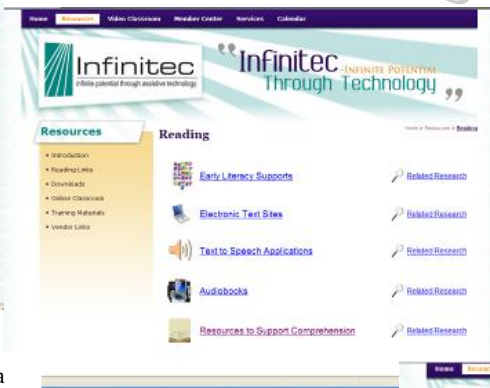 Home Resources Video Classroom Member Center Services Calendar
Infinitec
infinite potential through assistive technology
“Infinitec -INFINITE POTENTIAL
Through Technology”
Resources
• Introduction
• Reading Links
• Downloads
• Online Classroom
• Training Materials
• Vendor Links
Home > Resources > Reading
Reading
Early Literacy Supports Related Research
Electronic Text Sites Related Research
Text to Speech Applications Related Research
Audiobooks Related Research
Resources to Support Comprehension Related Research
a
Home